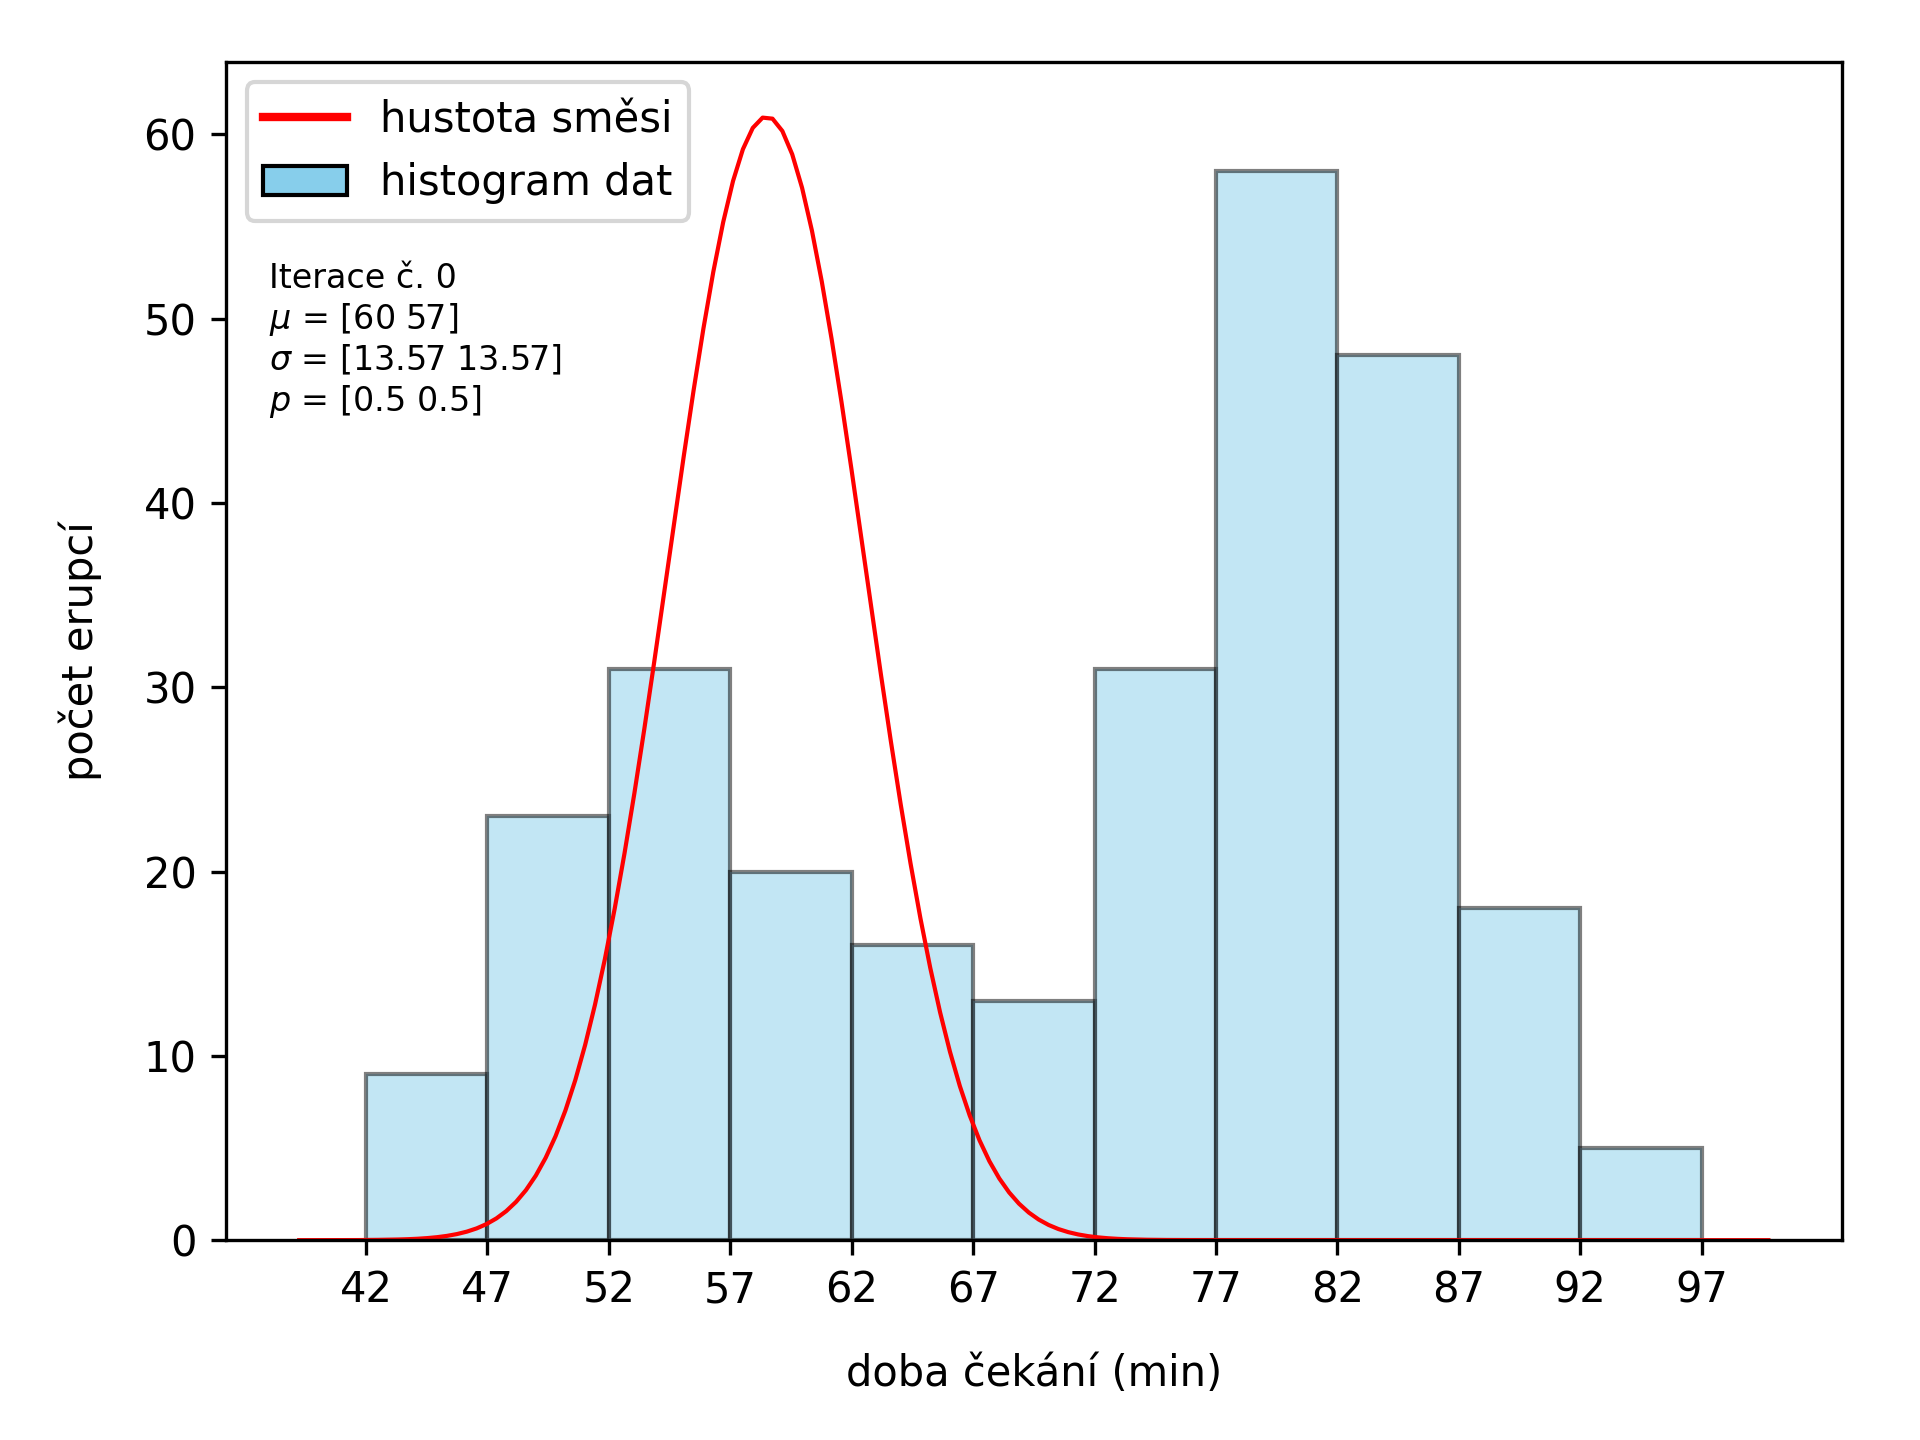 hustota směsi
histogram dat
Iterace č. 0
μ = [60 57]
σ = [13.57 13.57]
p = [0.5 0.5]
60
50
40
30
20
10
0
počet erupcí
42 47 52 57 62 67 72 77 82 87 92 97
doba čekání (min)